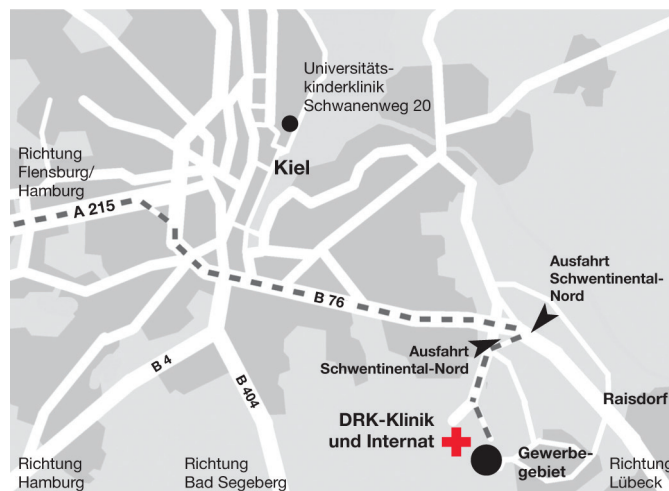 Universitäts-
kinderklinik
Schwanenweg 20
Kiel
Richtung
Flensburg/
Hamburg
A 215
B 76
Ausfahrt
Schwentinental-
Nord
Ausfahrt
Schwentinental-Nord
B 4
B 404
Raisdorf
DRK-Klinik
und Internat
Gewerbe-
gebiet
Richtung
Hamburg
Richtung
Bad Segeberg
Richtung
Lübeck